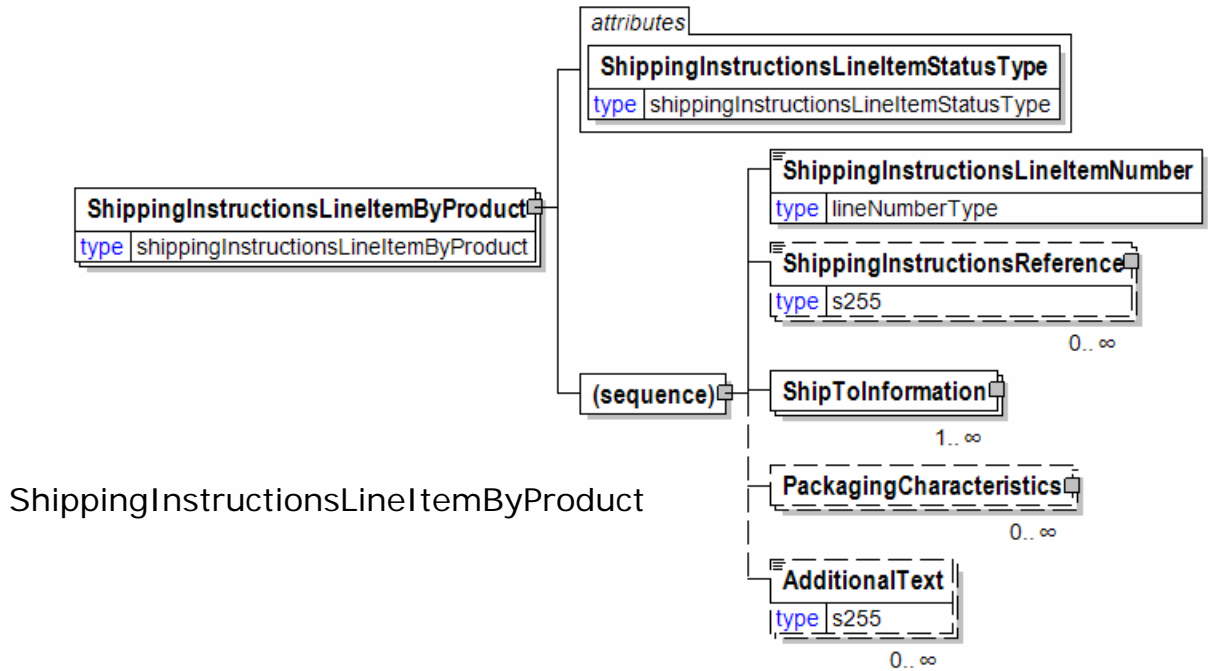 attributes
ShippingInstructionsLineItemStatusType
type shippingInstructionsLineItemStatusType
ShippingInstructionsLineItemByProduct
type shippingInstructionsLineItemByProduct
(sequence)
ShippingInstructionsLineItemNumber
type lineNumberType
ShippingInstructionsReference
type s255
0.. ∞
ShipToInformation
1.. ∞
PackagingCharacteristics
0.. ∞
AdditionalText
type s255
0.. ∞
ShippingInstructionsLineItemByProduct